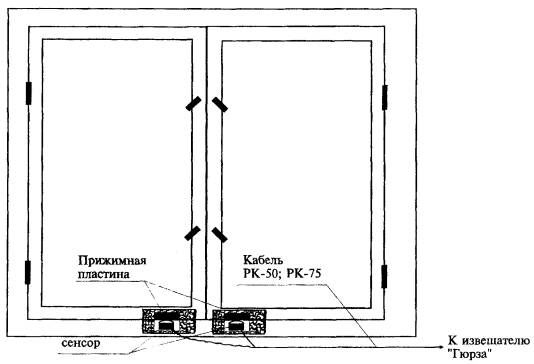 Прижимная
пластина
Кабель
РК-50; РК-75
сенсор
К извещателю
"Гюрза"